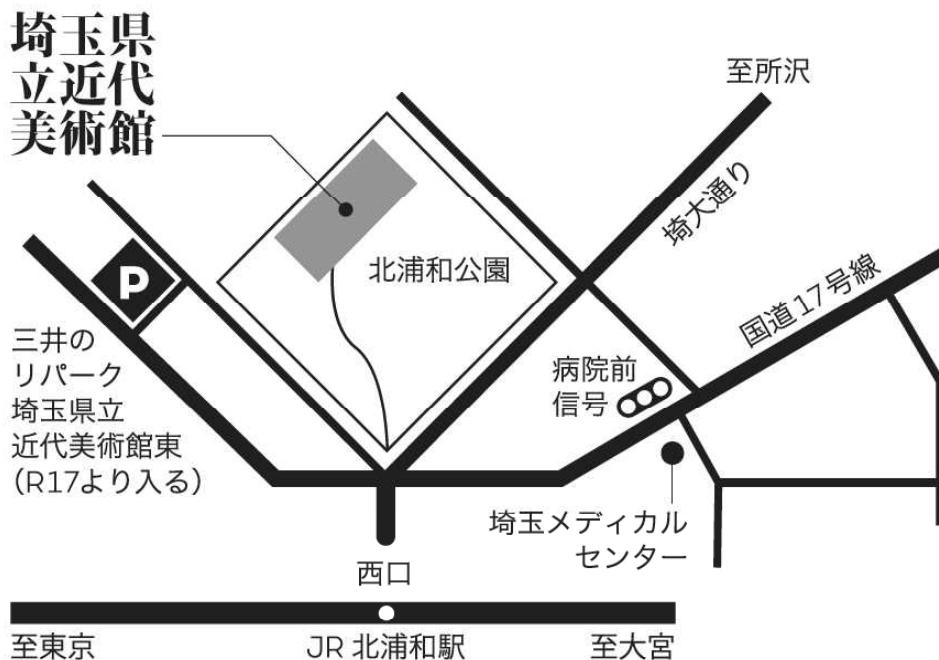 埼玉県
立近代
美術館
至所沢
埼大通り
北浦和公園
国道17号線
P
三井の
リパーク
埼玉県立
近代美術館東
（R17より入る）
病院前
信号
埼玉メディカル
センター
西口
至東京
JR 北浦和駅
至大宮